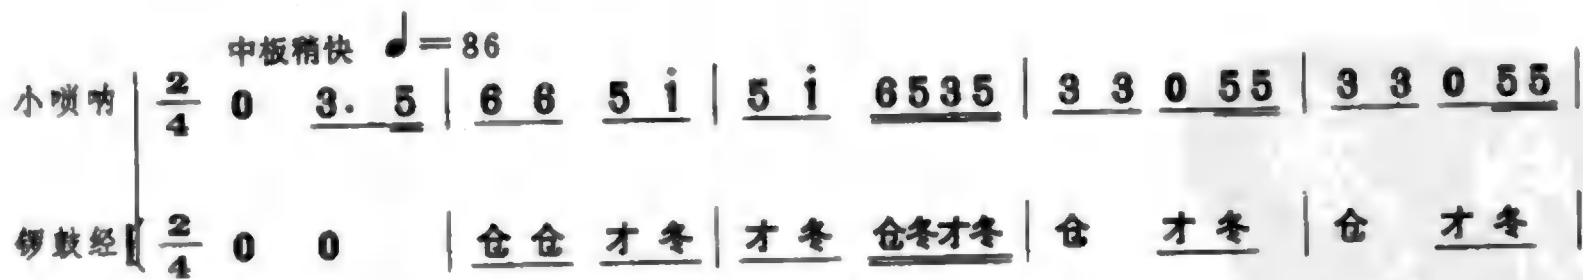 中板稍快 ♩=86
小唢呐 2/4 0 3. 5 | 6 6 5 i̇ | 5 i̇ 6535 | 3 3 0 55 | 3 3 0 55 |
锣鼓经 2/4 0 0 | 仓仓 才冬 | 才冬 仓冬才冬 | 仓 才冬 | 仓 才冬 |